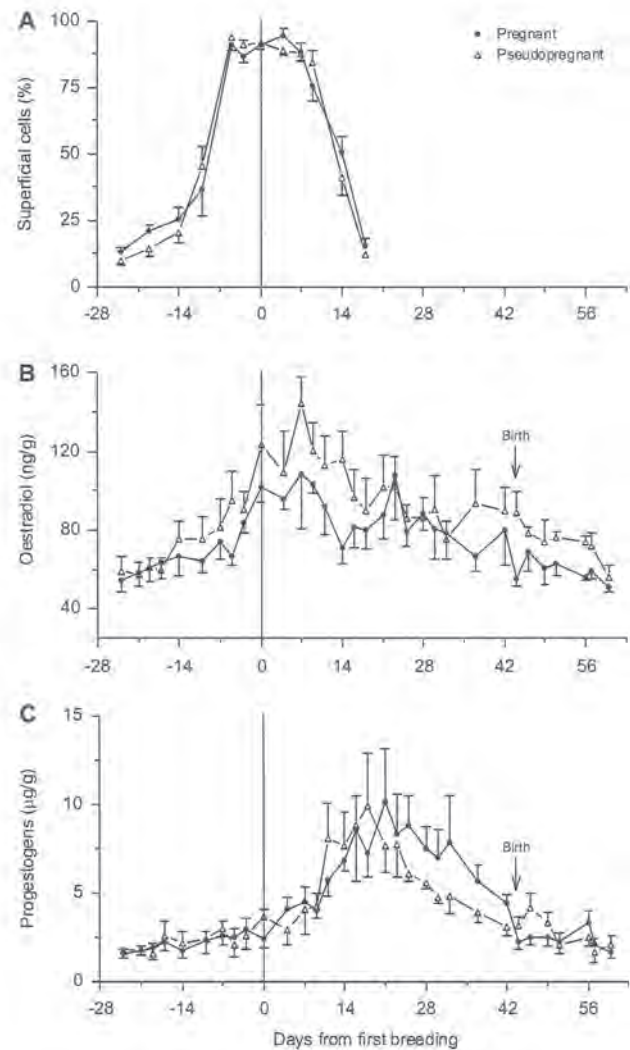 A
Pregnant
Pseudopregnant
Superficial cells (%)
100
75
50
25
0
-28 -14 0 14 28 42 56
B
Oestradiol (ng/g)
160
120
80
40
Birth
-28 -14 0 14 28 42 56
C
Progestogens (µg/g)
15
10
5
0
Birth
-28 -14 0 14 28 42 56
Days from first breeding